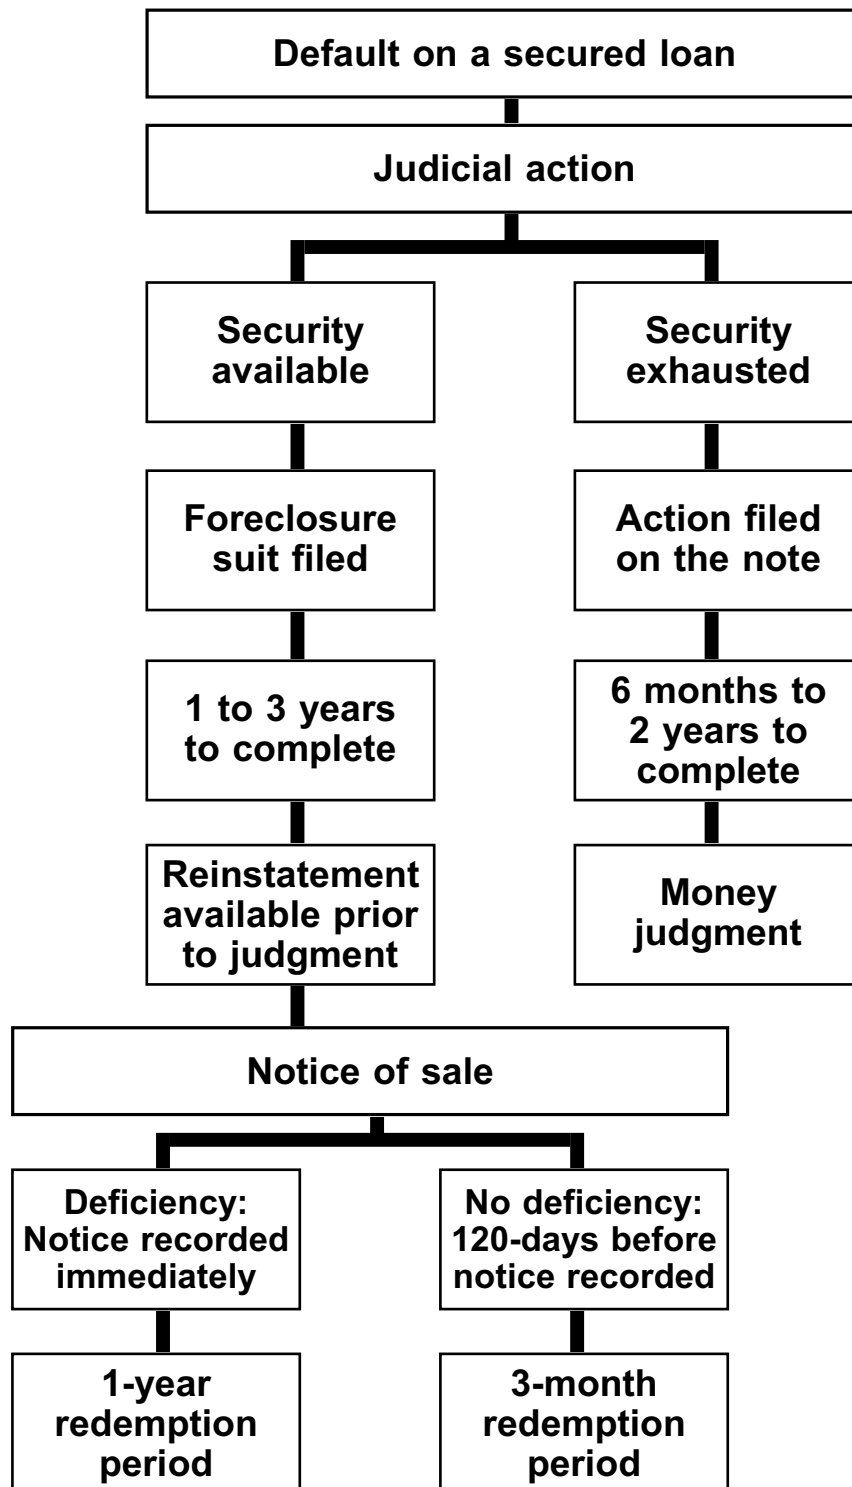 Default on a secured loan
Judicial action
Security
available
Security
exhausted
Foreclosure
suit filed
Action filed
on the note
1 to 3 years
to complete
6 months to
2 years to
complete
Reinstatement
available prior
to judgment
Money
judgment
Notice of sale
Deficiency:
Notice recorded
immediately
No deficiency:
120-days before
notice recorded
1-year
redemption
period
3-month
redemption
period